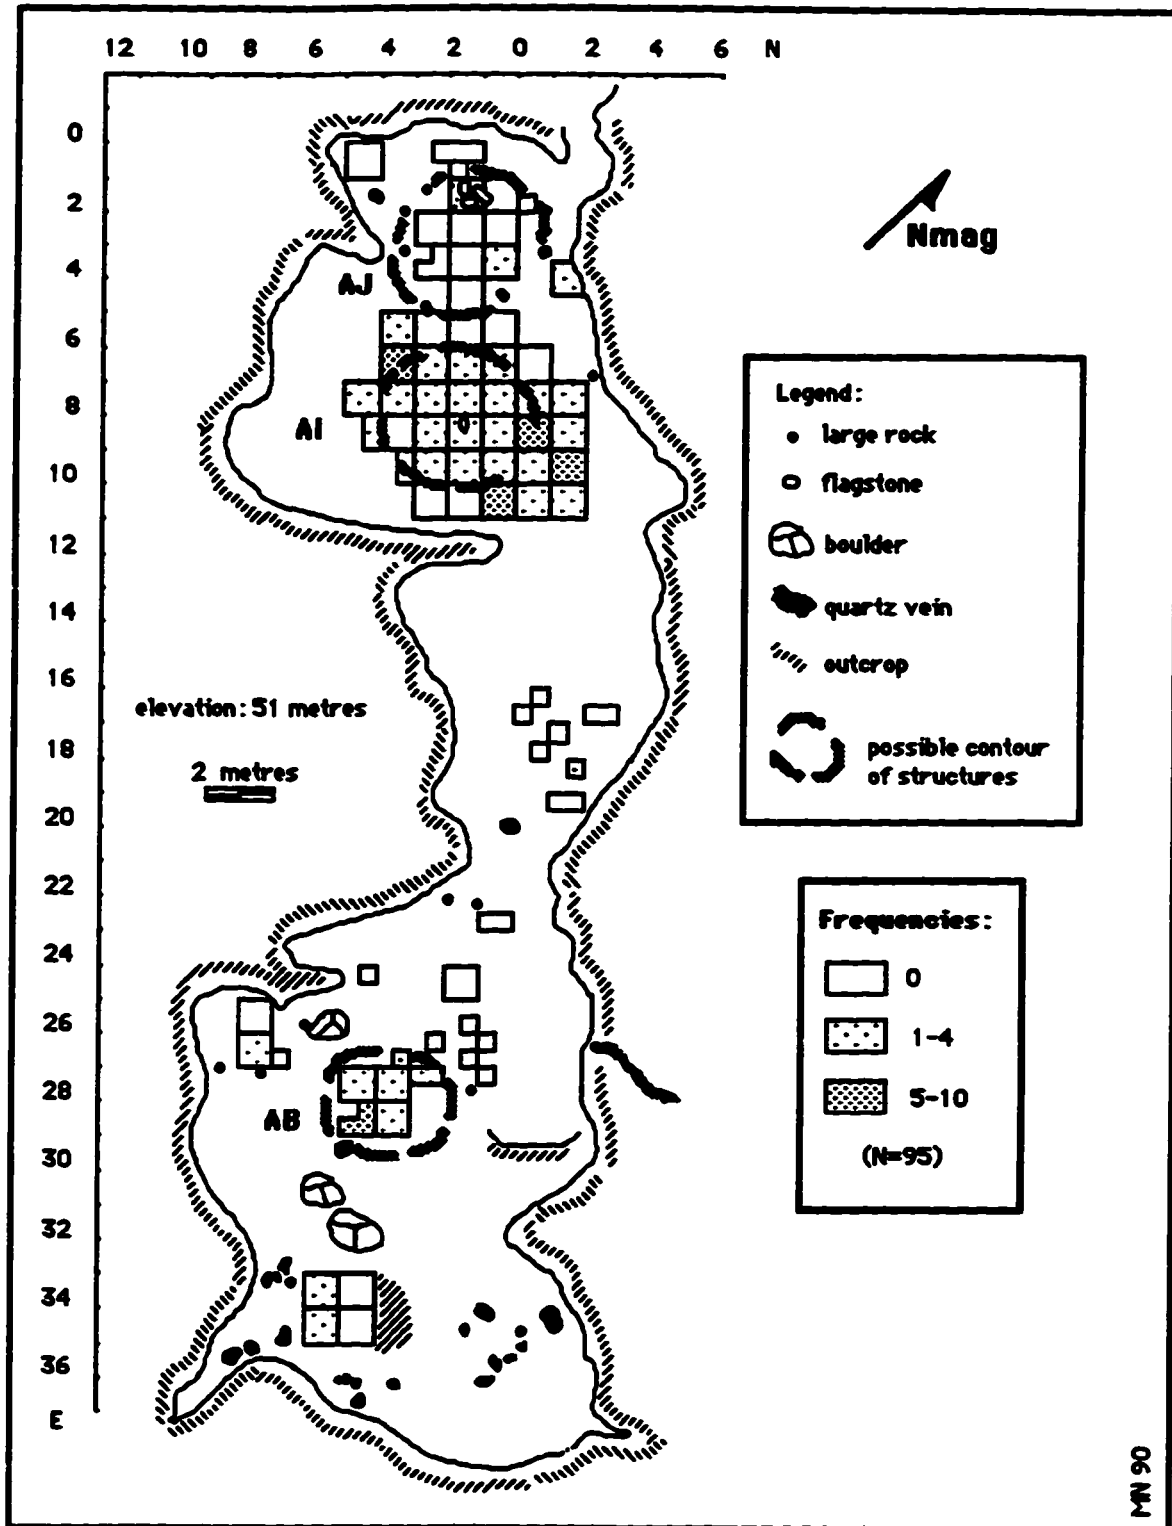 12 10 8 6 4 2 0 2 4 6 N
0
2
4
6
8
10
12
14
16
18
20
22
24
26
28
30
32
34
36
E
AJ
AI
AB
elevation: 51 metres
2 metres
Nmag
Legend:
large rock
flagstone
boulder
quartz vein
outcrop
possible contour
of structures
Frequencies:
0
1-4
5-10
(N=95)
MN 90